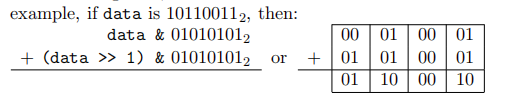 example, if data is 10110011₂, then:
data & 01010101₂ 00 01 00 01
+ (data >> 1) & 01010101₂ or + 01 01 00 01
01 10 00 10